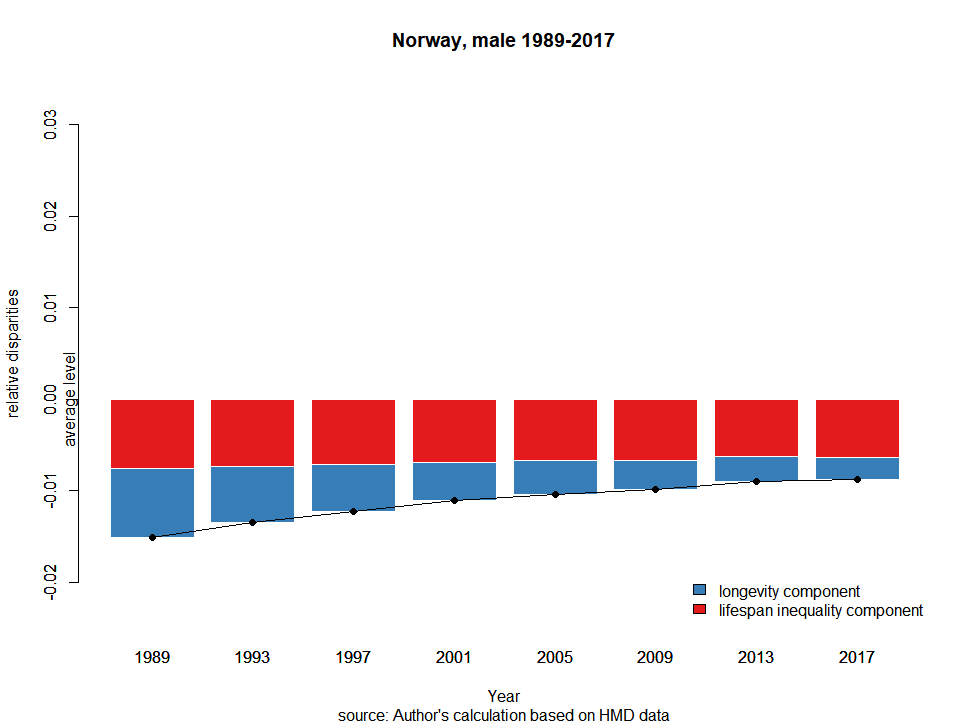 Norway, male 1989-2017
relative disparities
average level
0.03
0.02
0.01
0.00
-0.01
-0.02
longevity component
lifespan inequality component
1989 1993 1997 2001 2005 2009 2013 2017
Year
source: Author's calculation based on HMD data